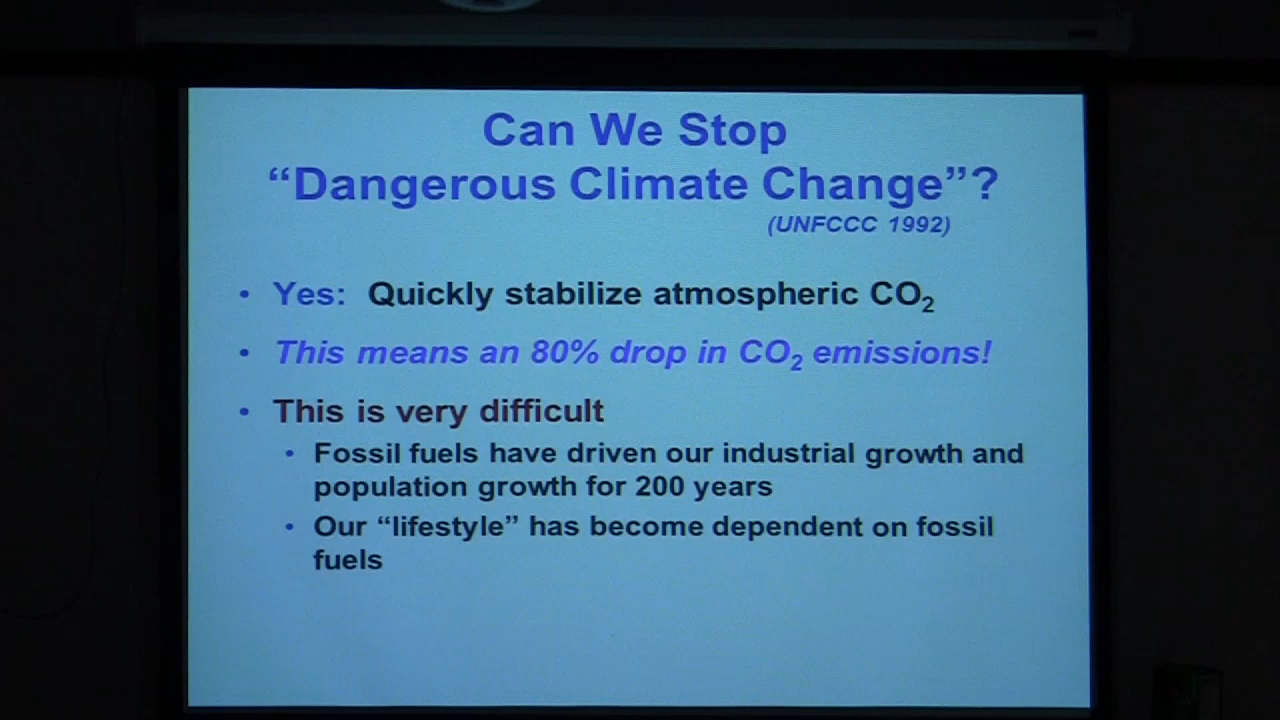 Can We Stop
“Dangerous Climate Change”?
(UNFCCC 1992)
• Yes: Quickly stabilize atmospheric CO₂
• This means an 80% drop in CO₂ emissions!
• This is very difficult
• Fossil fuels have driven our industrial growth and
population growth for 200 years
• Our “lifestyle” has become dependent on fossil
fuels